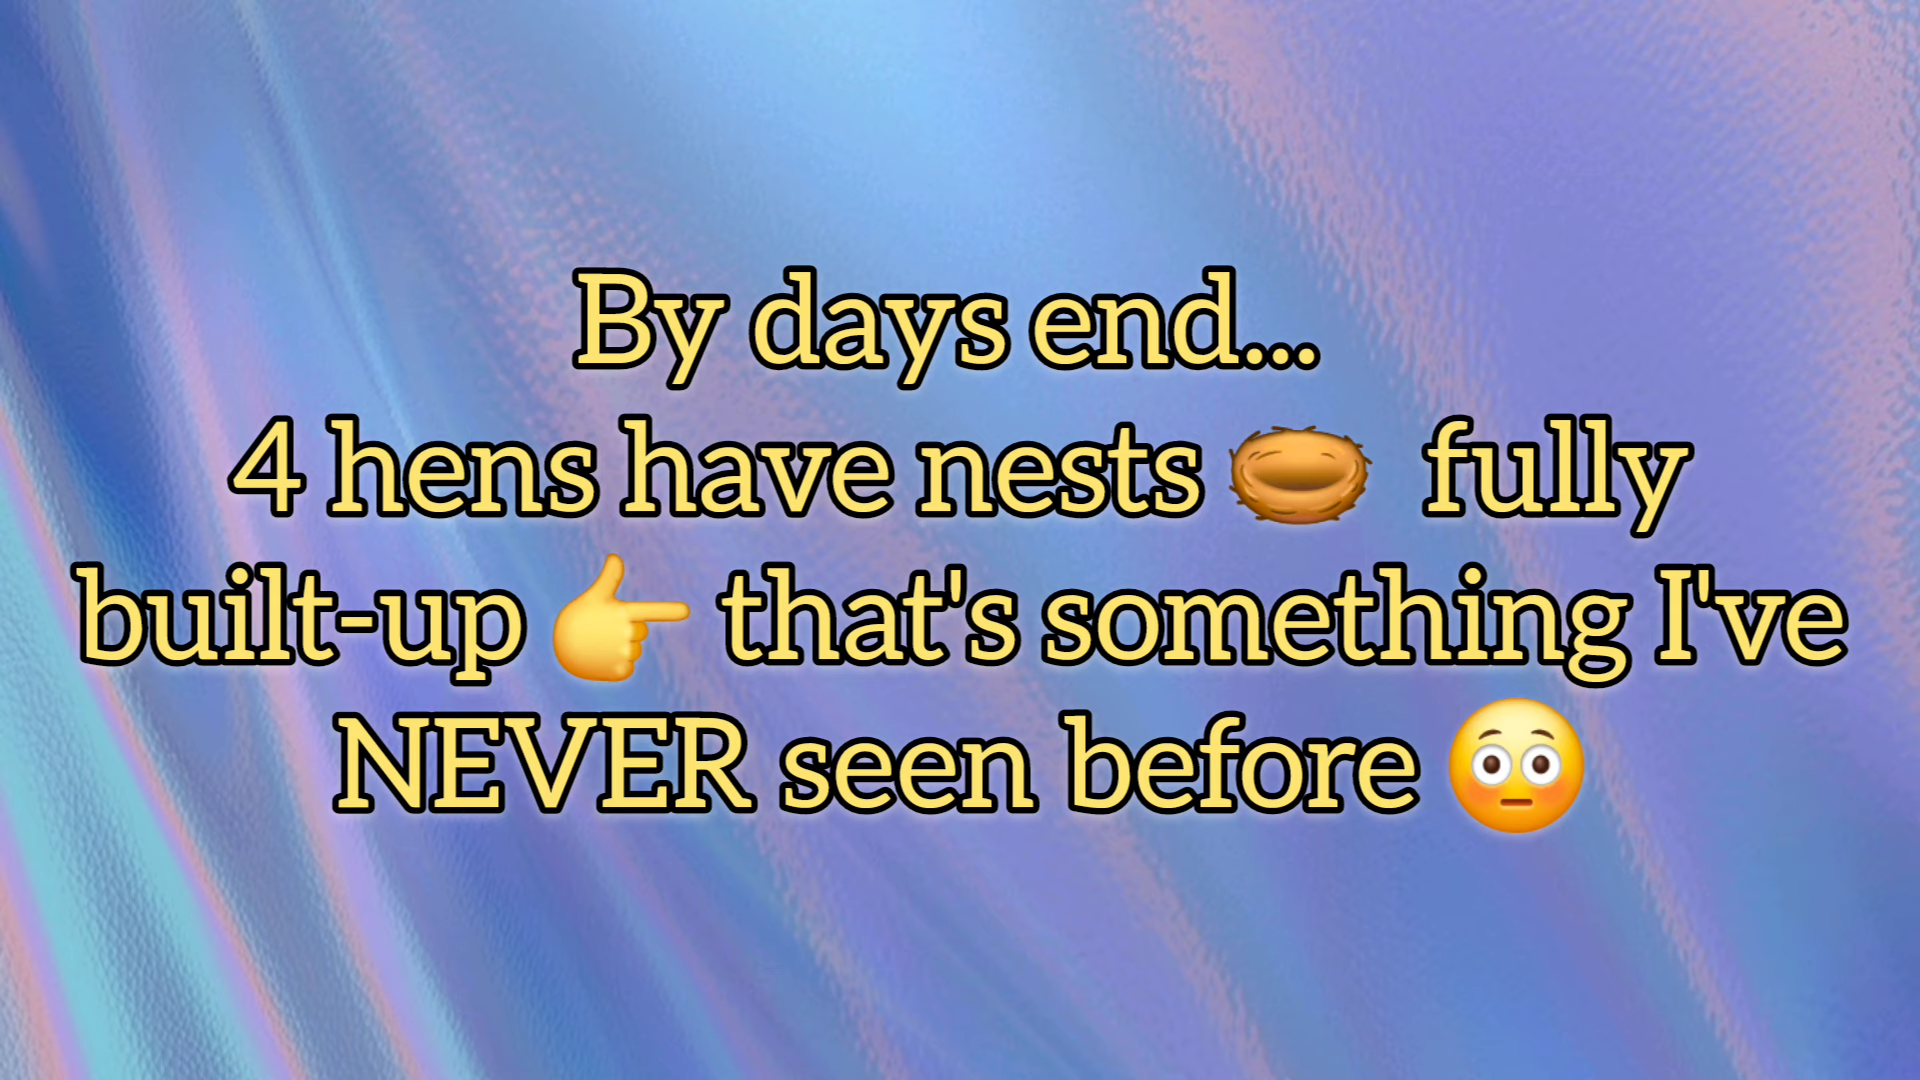 By days end...
4 hens have nests 🪹 fully
built-up 👉 that's something I've
NEVER seen before 😳